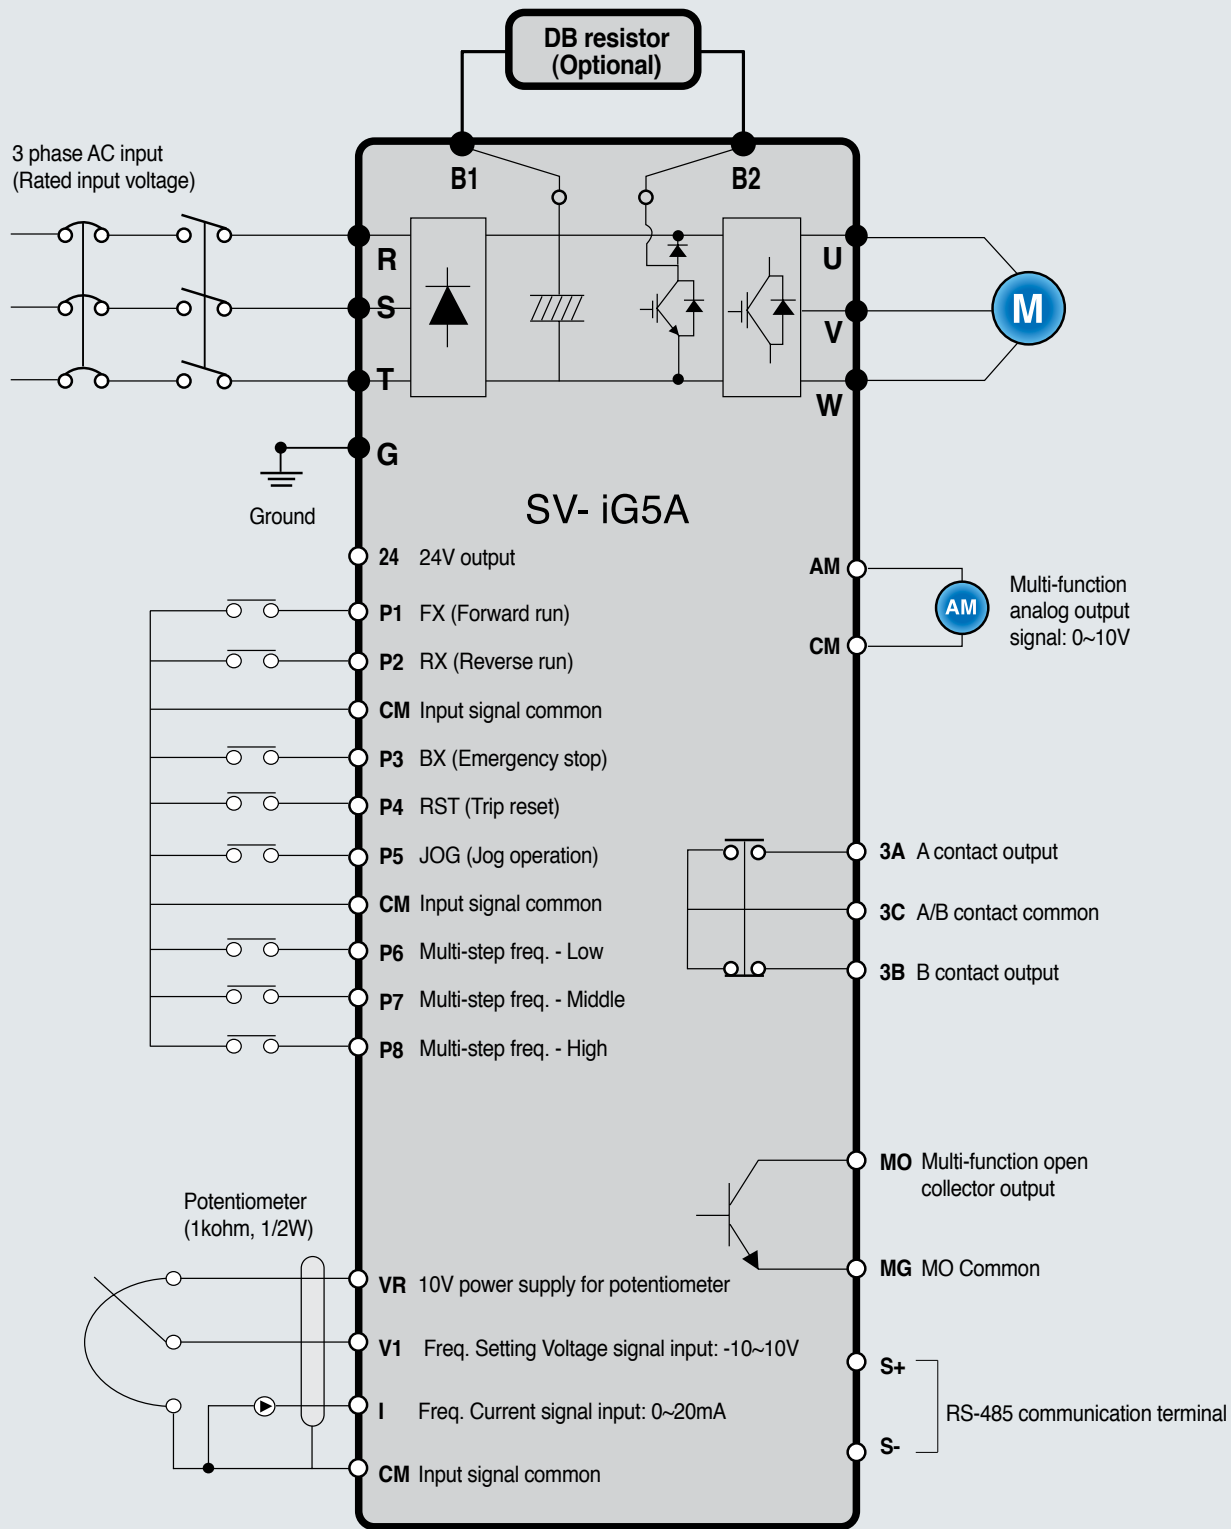 DB resistor
(Optional)
3 phase AC input
(Rated input voltage)
B1
B2
R
U
S
M
V
T
W
G
Ground
SV- iG5A
24 24V output
AM
AM
Multi-function
analog output
signal: 0~10V
CM
P1 FX (Forward run)
P2 RX (Reverse run)
CM Input signal common
P3 BX (Emergency stop)
P4 RST (Trip reset)
P5 JOG (Jog operation)
CM Input signal common
P6 Multi-step freq. - Low
P7 Multi-step freq. - Middle
P8 Multi-step freq. - High
3A A contact output
3C A/B contact common
3B B contact output
MO Multi-function open
collector output
MG MO Common
Potentiometer
(1kohm, 1/2W)
VR 10V power supply for potentiometer
V1 Freq. Setting Voltage signal input: -10~10V
I Freq. Current signal input: 0~20mA
CM Input signal common
S+
RS-485 communication terminal
S-